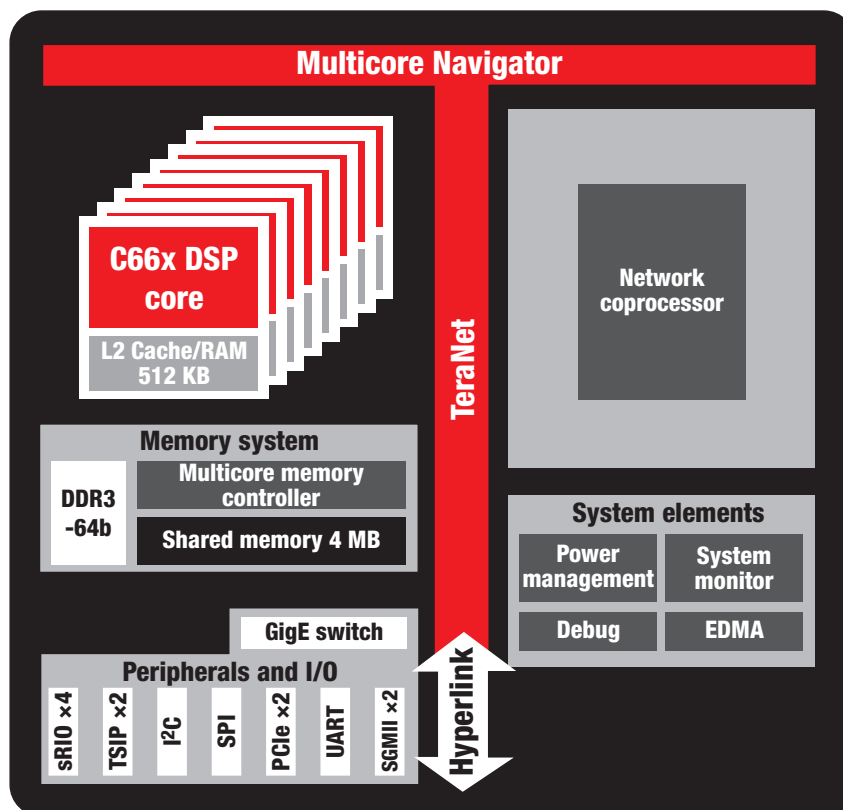 Multicore Navigator
C66x DSP
core
L2 Cache/RAM
512 KB
TeraNet
Network
coprocessor
Memory system
DDR3
-64b
Multicore memory
controller
Shared memory 4 MB
System elements
Power
management
System
monitor
Debug
EDMA
GigE switch
Peripherals and I/O
sRIO ×4
TSIP ×2
I²C
SPI
PCIe ×2
UART
SGMII ×2
Hyperlink